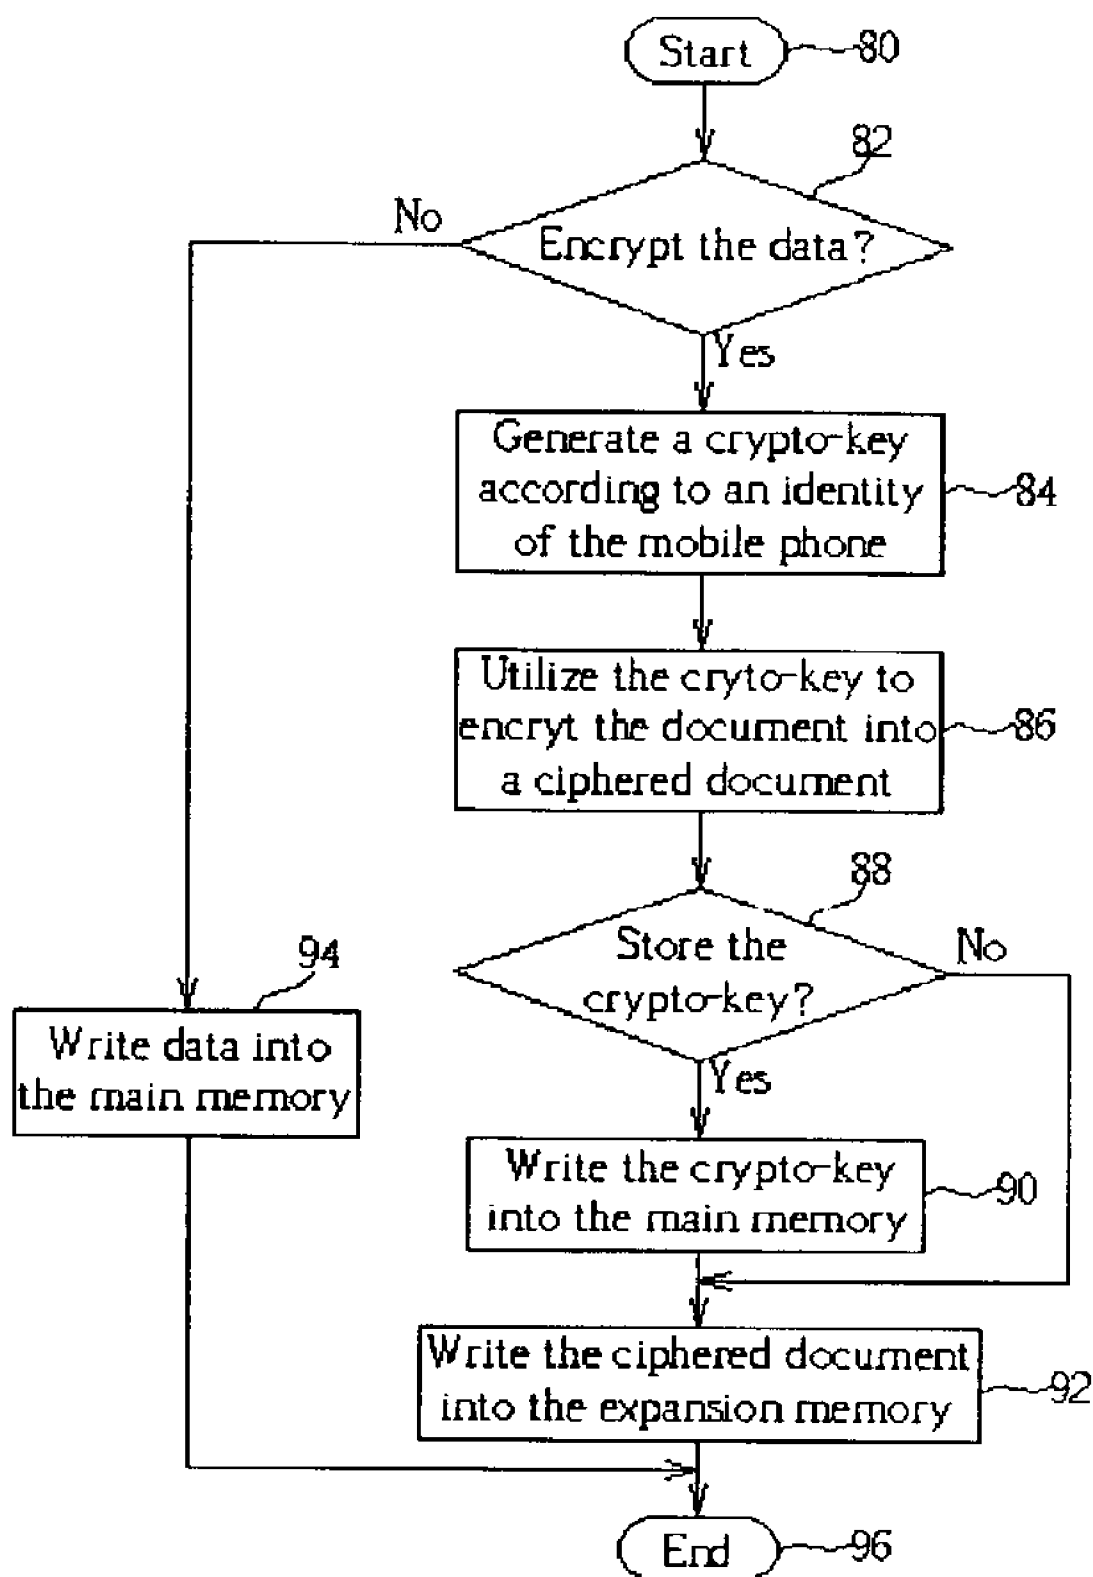 Start
80
82
No
Encrypt the data?
Yes
Generate a crypto-key
according to an identity
of the mobile phone
84
Utilize the cryto-key to
encryt the document into
a ciphered document
86
88
Store the
crypto-key?
No
Yes
94
Write data into
the main memory
Write the crypto-key
into the main memory
90
Write the ciphered document
into the expansion memory
92
End
96